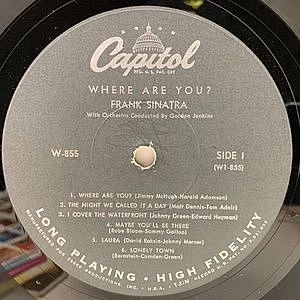 Capitol
REG. U.S. PAT. OFF.
WHERE ARE YOU?
FRANK SINATRA
With Orchestra Conducted By Gordon Jenkins
W-855
SIDE 1
(W1-855)
1. WHERE ARE YOU? (Jimmy McHugh-Harold Adamson)
2. THE NIGHT WE CALLED IT A DAY (Matt Dennis-Tom Adair)
3. I COVER THE WATERFRONT (Johnny Green-Edward Heyman)
4. MAYBE YOU'LL BE THERE
(Rube Bloom-Sammy Gallop)
5. LAURA (David Raksin-Johnny Mercer)
6. LONELY TOWN
(Bernstein-Comden-Green)
LONG PLAYING • HIGH FIDELITY